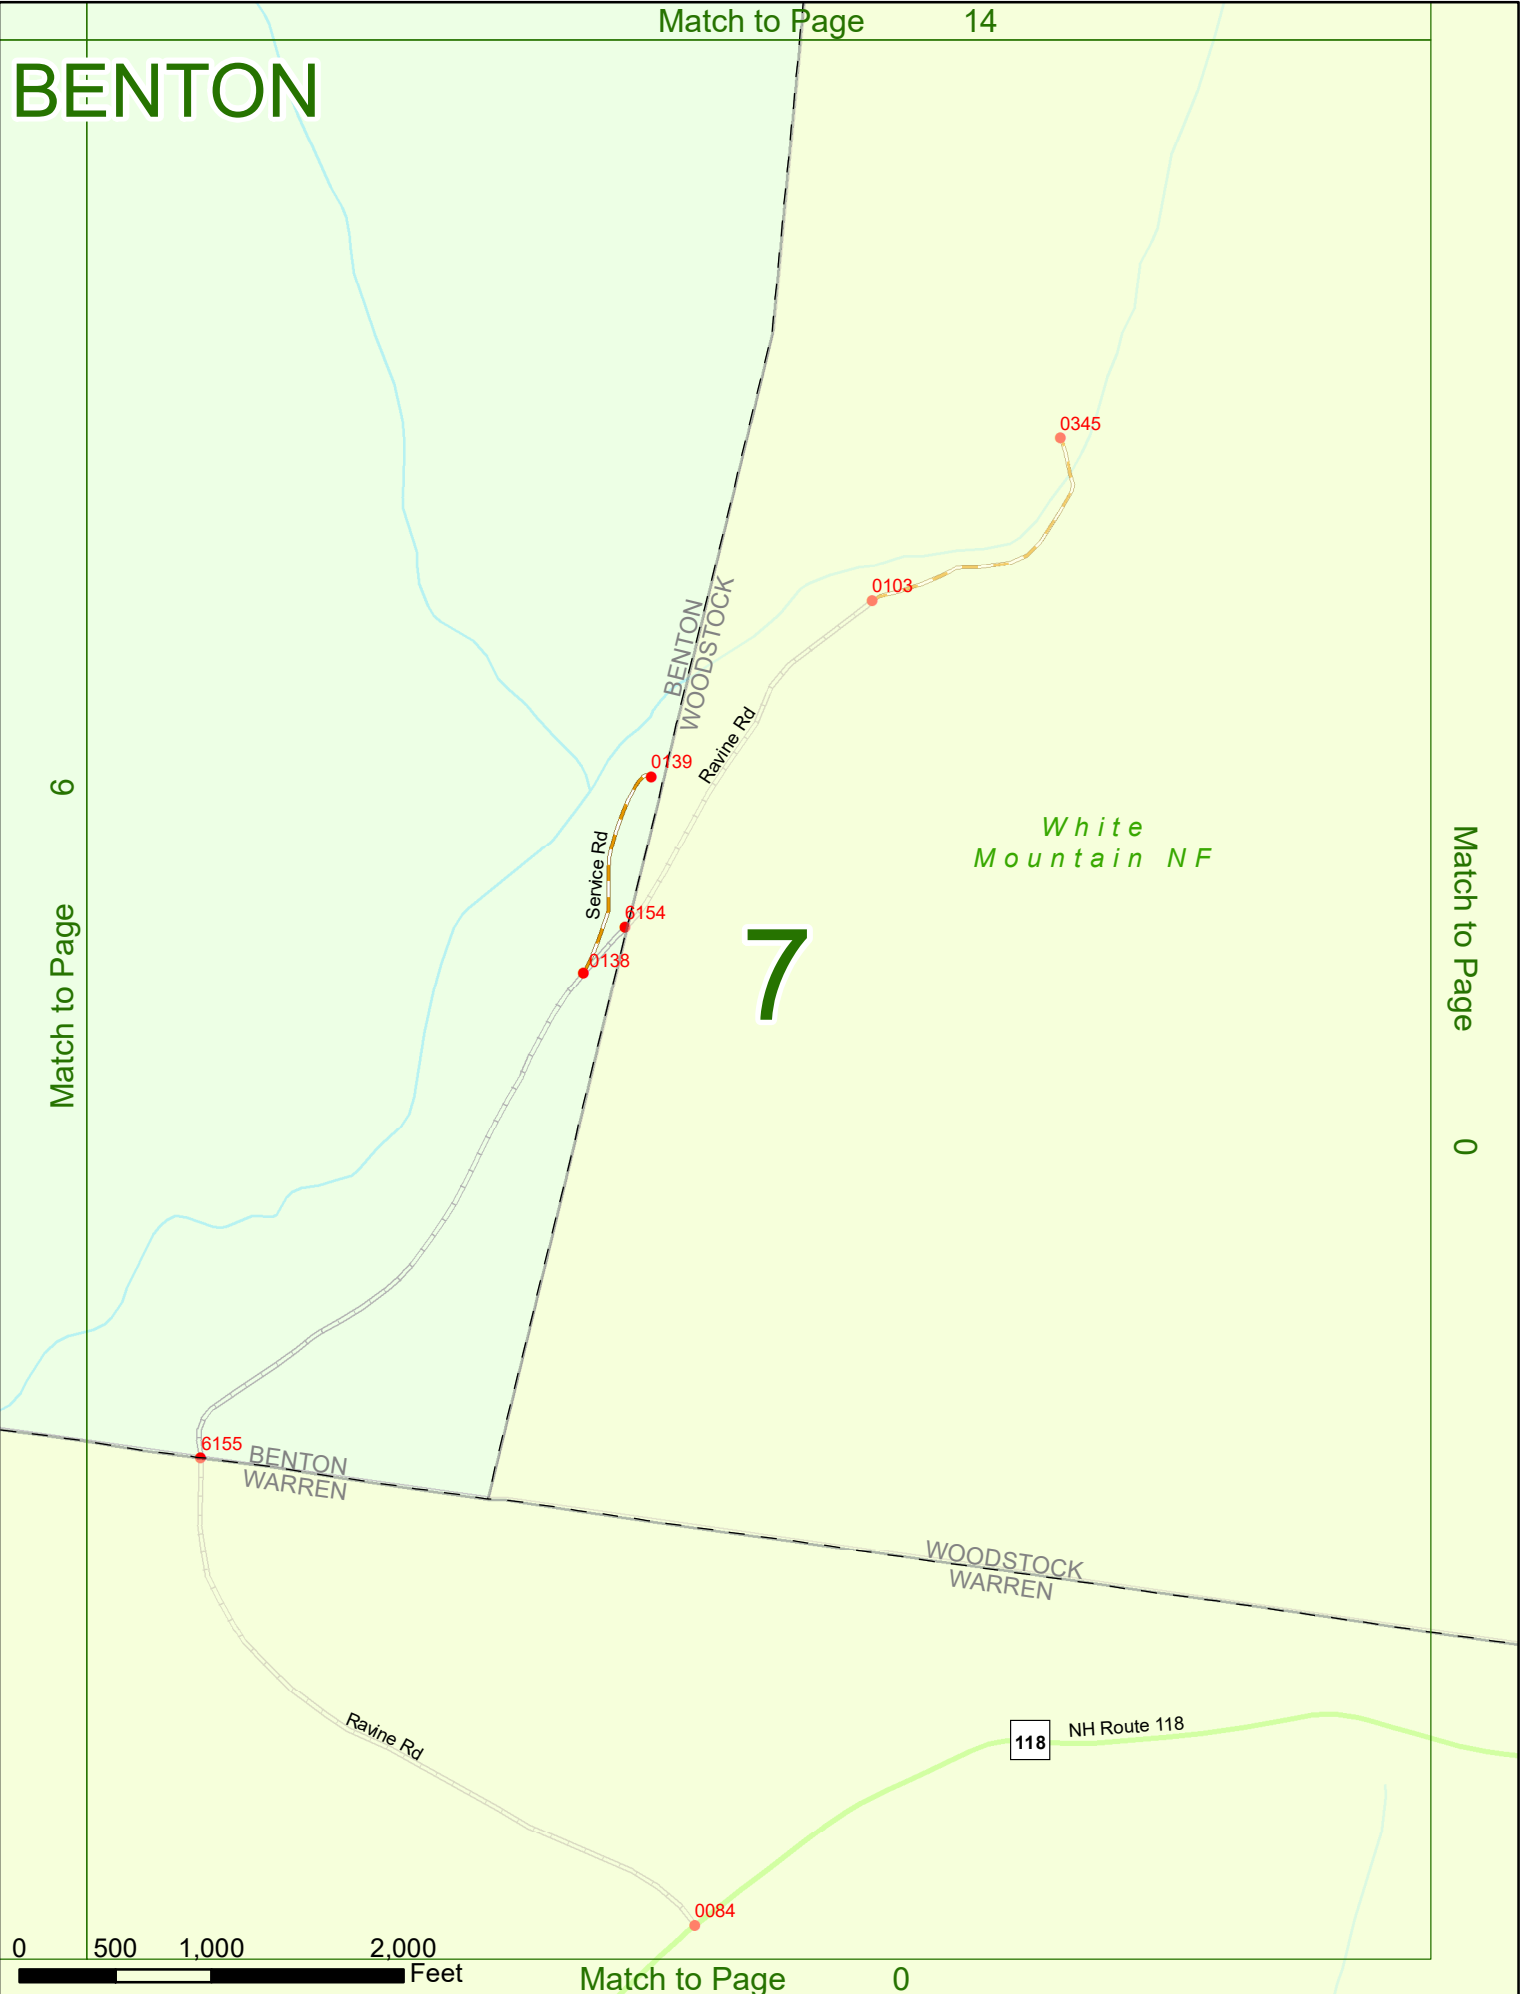 Match to Page 14
BENTON
0345
0103
BENTON
WOODSTOCK
Ravine Rd
0139
Service Rd
6154
0138
White
Mountain NF
7
Match to Page 6
Match to Page 0
6155
BENTON
WARREN
WOODSTOCK
WARREN
Ravine Rd
118
NH Route 118
0084
0 500 1,000 2,000
Feet
Match to Page 0